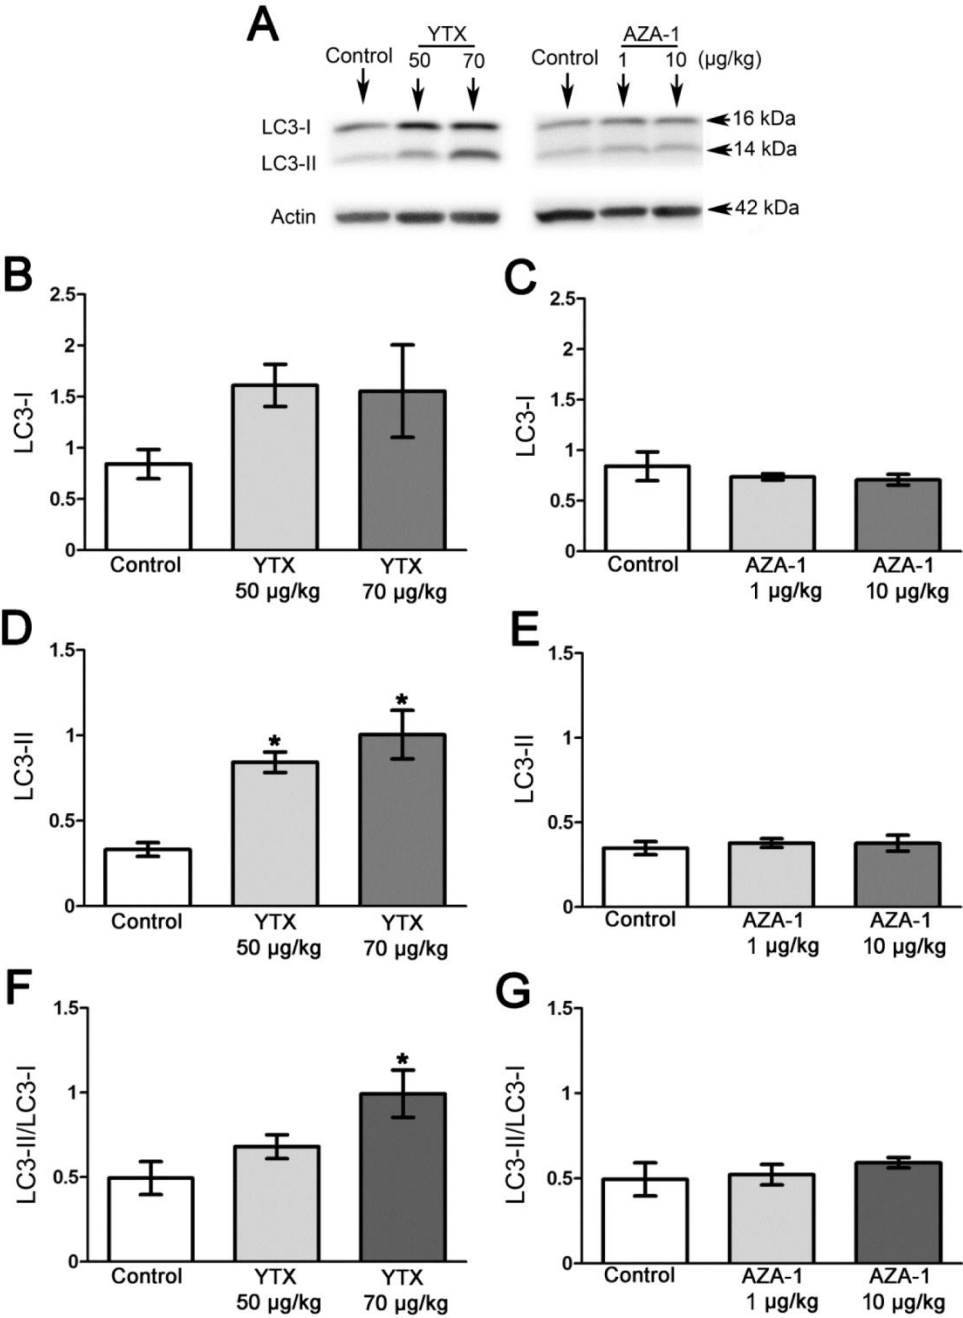 A
YTX
AZA-1
Control 50 70 Control 1 10 (µg/kg)
LC3-I
16 kDa
LC3-II
14 kDa
Actin
42 kDa
B
2.5
2
1.5
1
0.5
0
LC3-I
Control YTX YTX
50 µg/kg 70 µg/kg
C
2.5
2
1.5
1
0.5
0
LC3-I
Control AZA-1 AZA-1
1 µg/kg 10 µg/kg
D
1.5
1
0.5
0
LC3-II
* *
Control YTX YTX
50 µg/kg 70 µg/kg
E
1.5
1
0.5
0
LC3-II
Control AZA-1 AZA-1
1 µg/kg 10 µg/kg
F
1.5
1
0.5
0
LC3-II/LC3-I
*
Control YTX YTX
50 µg/kg 70 µg/kg
G
1.5
1
0.5
0
LC3-II/LC3-I
Control AZA-1 AZA-1
1 µg/kg 10 µg/kg